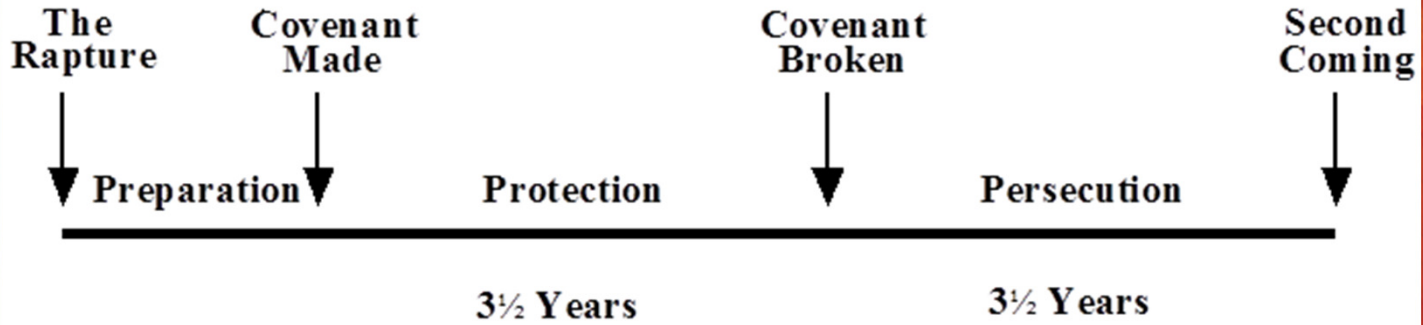 The
Rapture
Covenant
Made
Covenant
Broken
Second
Coming
Preparation
Protection
Persecution
3½ Years
3½ Years